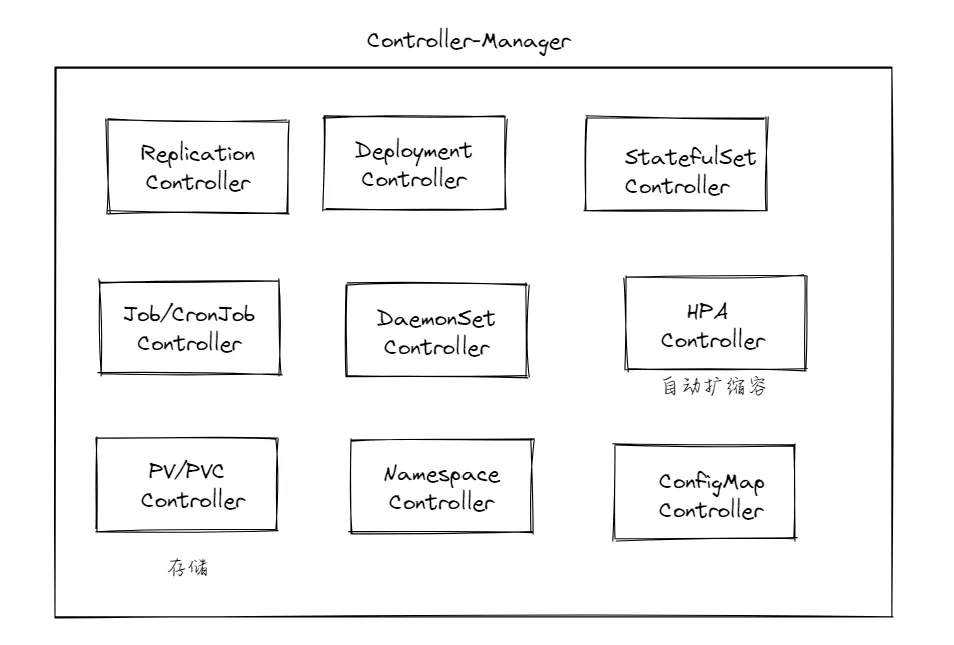 Controller-Manager
Replication
Controller
Deployment
Controller
StatefulSet
Controller
Job/CronJob
Controller
DaemonSet
Controller
HPA
Controller
自动扩缩容
PV/PVC
Controller
存储
Namespace
Controller
ConfigMap
Controller